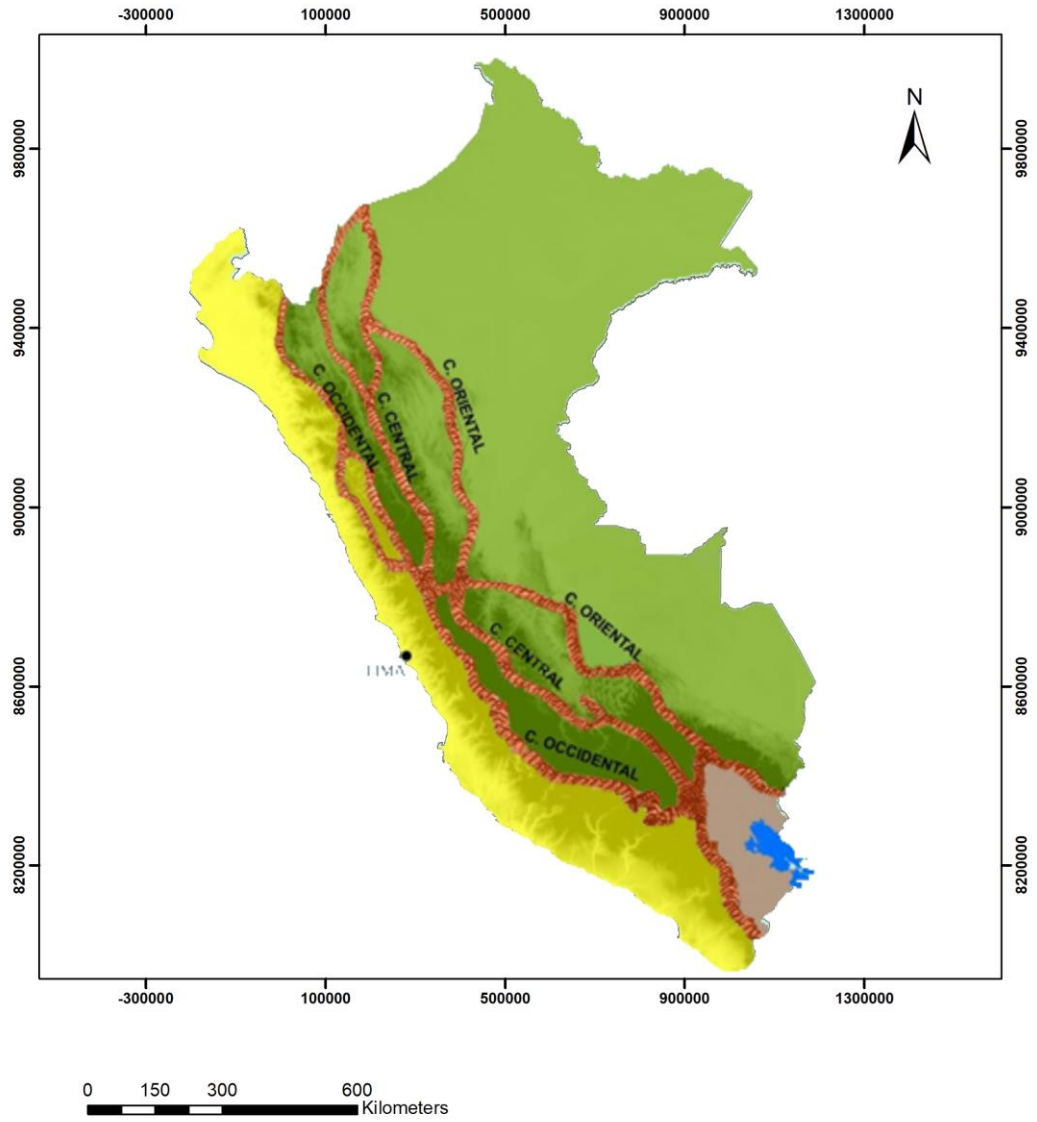 -300000 100000 500000 900000 1300000
N
9800000 9800000
9400000 9400000
C. ORIENTAL
C. OCCIDENTAL
C. CENTRAL
9000000 9000000
C. ORIENTAL
C. CENTRAL
LIMA
8600000 8600000
C. OCCIDENTAL
8200000 8200000
-300000 100000 500000 900000 1300000
0 150 300 600
Kilometers